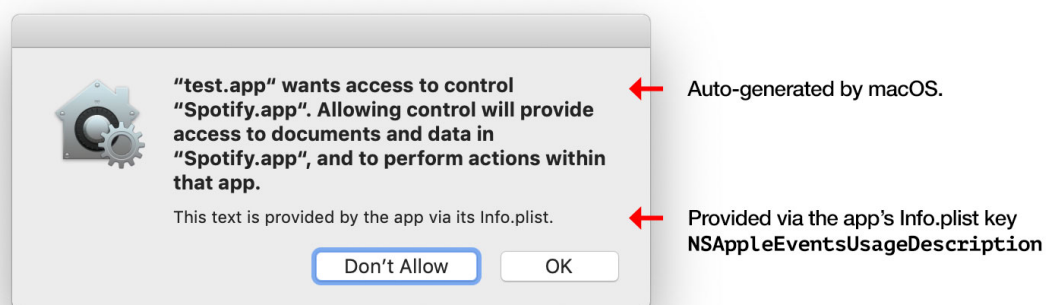 “test.app“ wants access to control
“Spotify.app“. Allowing control will provide
access to documents and data in
“Spotify.app“, and to perform actions within
that app.
This text is provided by the app via its Info.plist.
Don’t Allow
OK
Auto-generated by macOS.
Provided via the app’s Info.plist key
NSAppleEventsUsageDescription